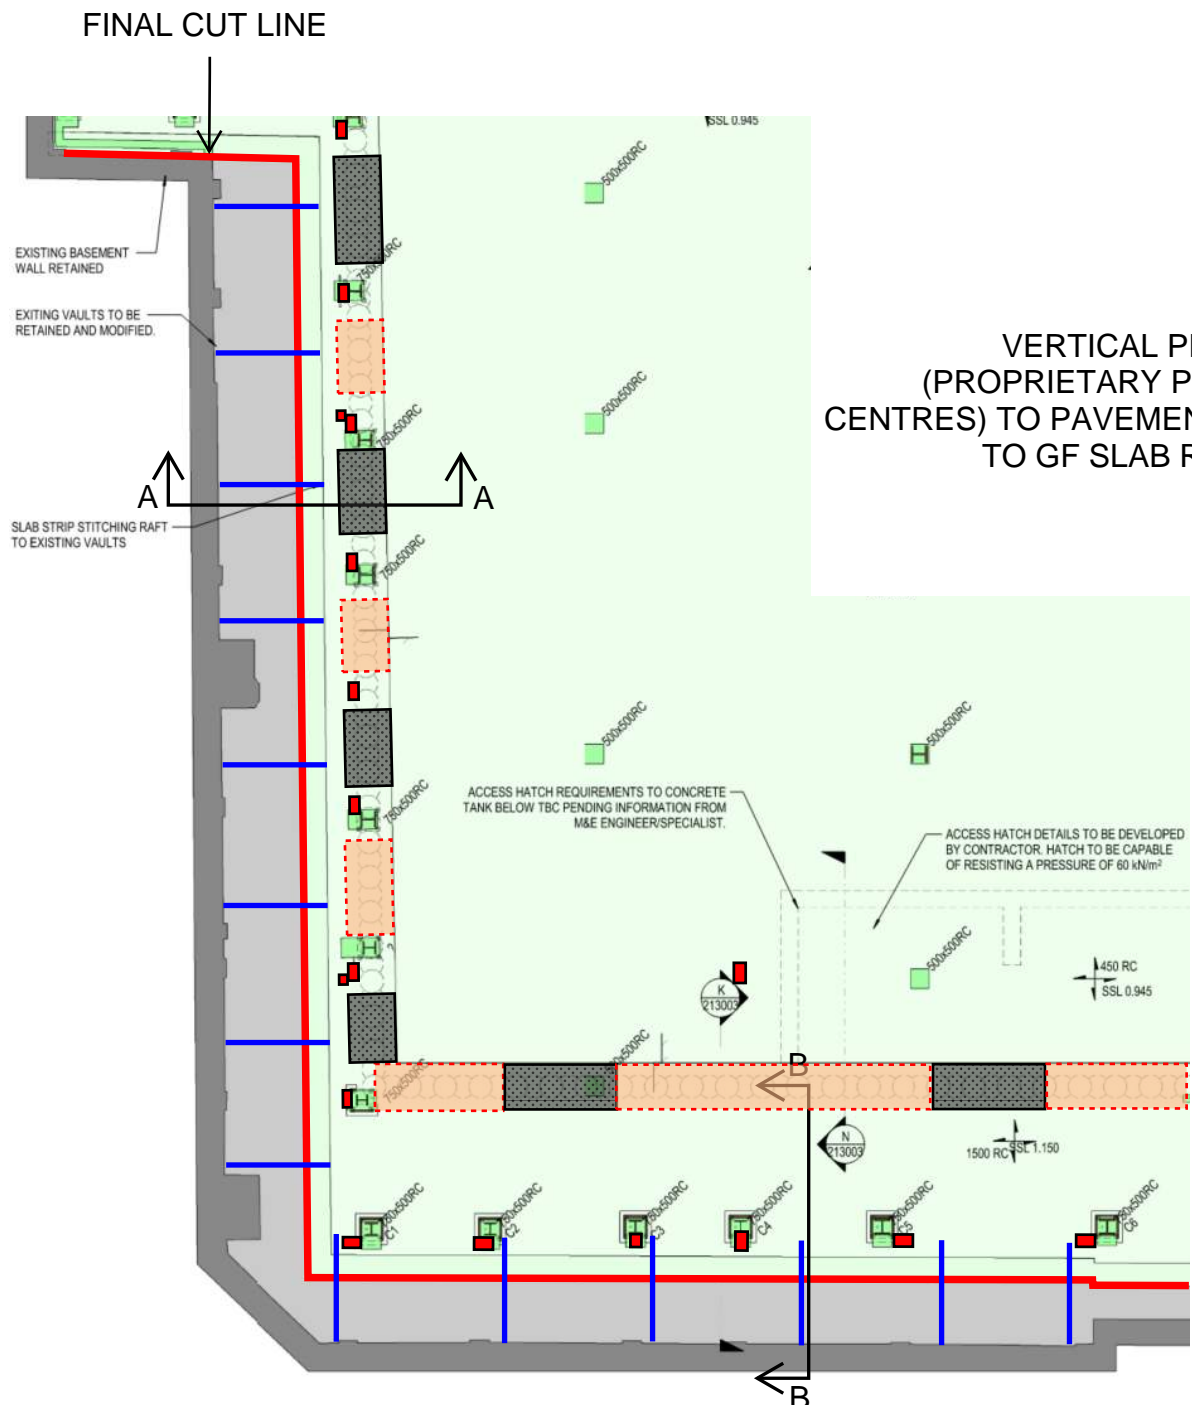 FINAL CUT LINE
SSL 0.945
500x500RC
EXISTING BASEMENT
WALL RETAINED
750x500RC
EXITING VAULTS TO BE
RETAINED AND MODIFIED.
VERTICAL
(PROPRIETARY
CENTRES) TO
TO GF SLAB
500x500RC
750x500RC
A
A
SLAB STRIP STITCHING RAFT
TO EXISTING VAULTS
750x500RC
500x500RC
500x500RC
ACCESS HATCH REQUIREMENTS TO CONCRETE
TANK BELOW TBC PENDING INFORMATION FROM
M&E ENGINEER/SPECIALIST.
750x500RC
ACCESS HATCH DETAILS TO BE DEVELOPED
BY CONTRACTOR. HATCH TO BE CAPABLE
OF RESISTING A PRESSURE OF 60 kN/m²
?
500x500RC
450 RC
SSL 0.945
K
213003
B
750x500RC
N
213003
1500 RC
SSL 1.150
C1
C2
C3
C4
C5
C6
B